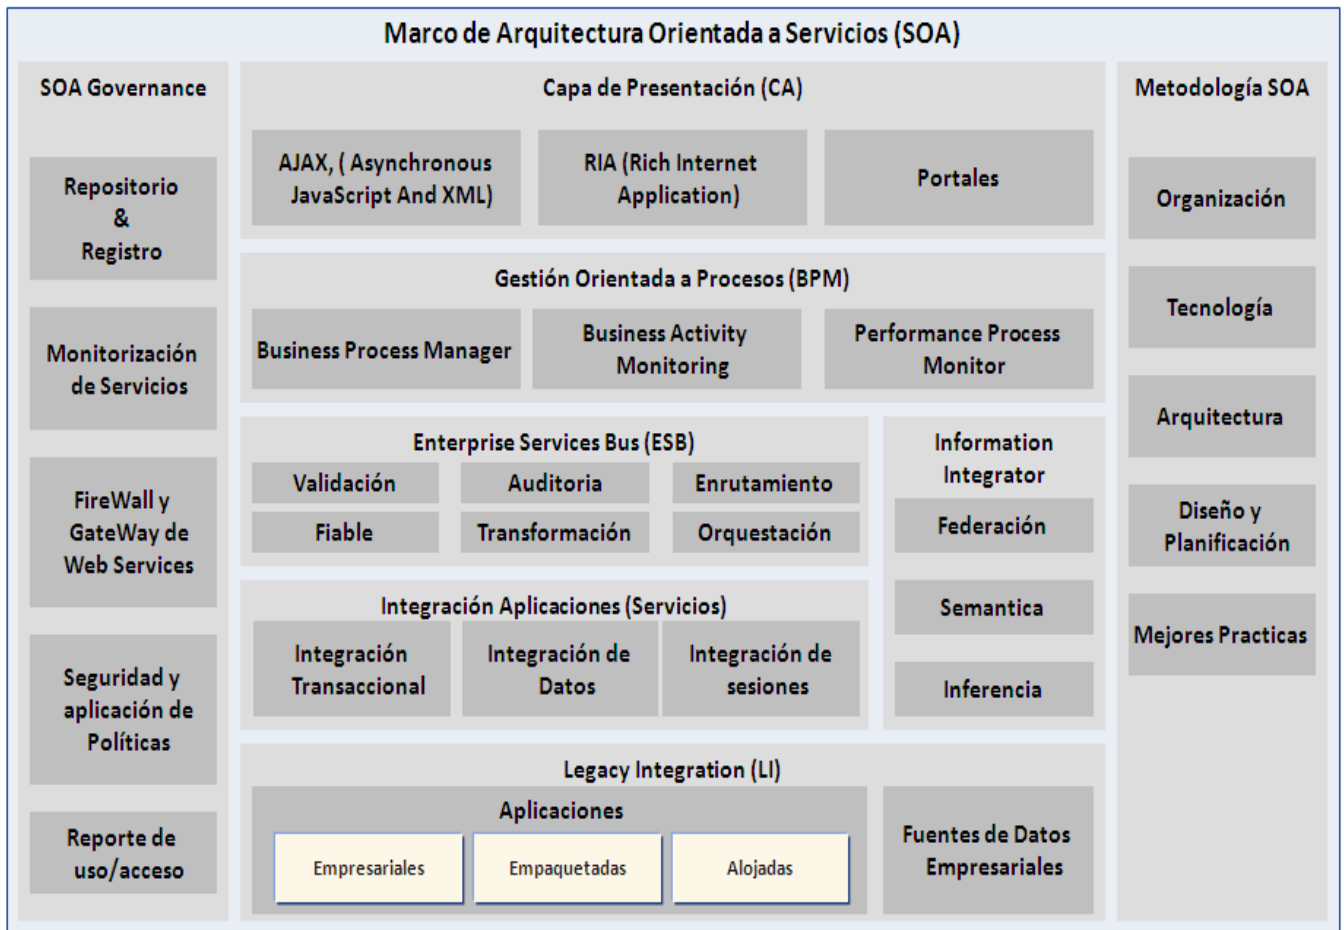 Marco de Arquitectura Orientada a Servicios (SOA)
SOA Governance
Repositorio
&
Registro
Monitorización
de Servicios
FireWall y
GateWay de
Web Services
Seguridad y
aplicación de
Políticas
Reporte de
uso/acceso
Capa de Presentación (CA)
AJAX, ( Asynchronous
JavaScript And XML)
RIA (Rich Internet
Application)
Portales
Gestión Orientada a Procesos (BPM)
Business Process Manager
Business Activity
Monitoring
Performance Process
Monitor
Enterprise Services Bus (ESB)
Validación
Auditoria
Enrutamiento
Fiable
Transformación
Orquestación
Information
Integrator
Federación
Semantica
Inferencia
Integración Aplicaciones (Servicios)
Integración
Transaccional
Integración de
Datos
Integración de
sesiones
Legacy Integration (LI)
Aplicaciones
Empresariales
Empaquetadas
Alojadas
Fuentes de Datos
Empresariales
Metodología SOA
Organización
Tecnología
Arquitectura
Diseño y
Planificación
Mejores Practicas